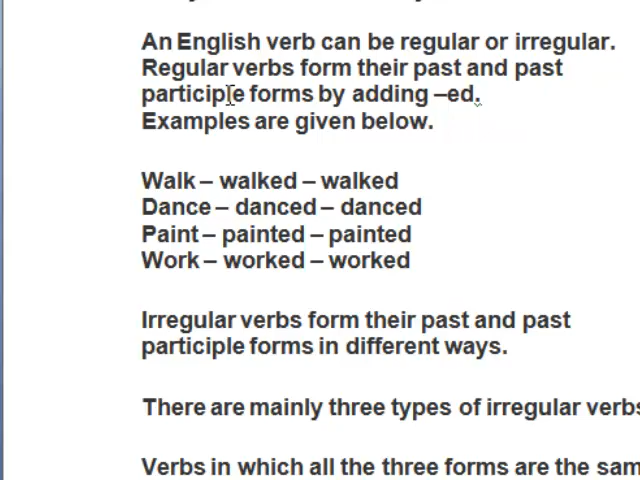 An English verb can be regular or irregular.
Regular verbs form their past and past
participle forms by adding –ed.
Examples are given below.
Walk – walked – walked
Dance – danced – danced
Paint – painted – painted
Work – worked – worked
Irregular verbs form their past and past
participle forms in different ways.
There are mainly three types of irregular verbs
Verbs in which all the three forms are the sam